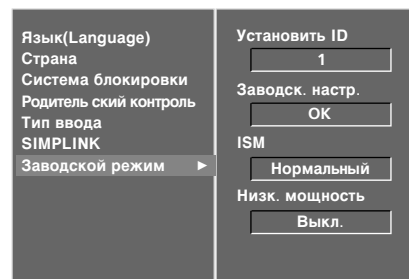 Язык(Language)
Страна
Система блокировки
Родитель ский контроль
Тип ввода
SIMPLINK
Заводской режим ►
Установить ID
1
Заводск. настр.
OK
ISM
Нормальный
Низк. мощность
Выкл.